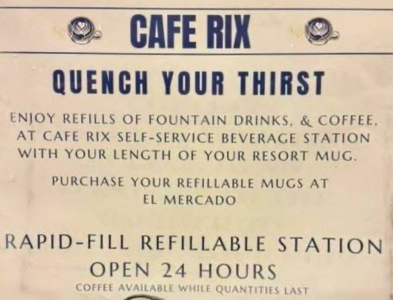 CAFE RIX
QUENCH YOUR THIRST
ENJOY REFILLS OF FOUNTAIN DRINKS, & COFFEE,
AT CAFE RIX SELF-SERVICE BEVERAGE STATION
WITH YOUR LENGTH OF YOUR RESORT MUG.
PURCHASE YOUR REFILLABLE MUGS AT
EL MERCADO
RAPID-FILL REFILLABLE STATION
OPEN 24 HOURS
COFFEE AVAILABLE WHILE QUANTITIES LAST